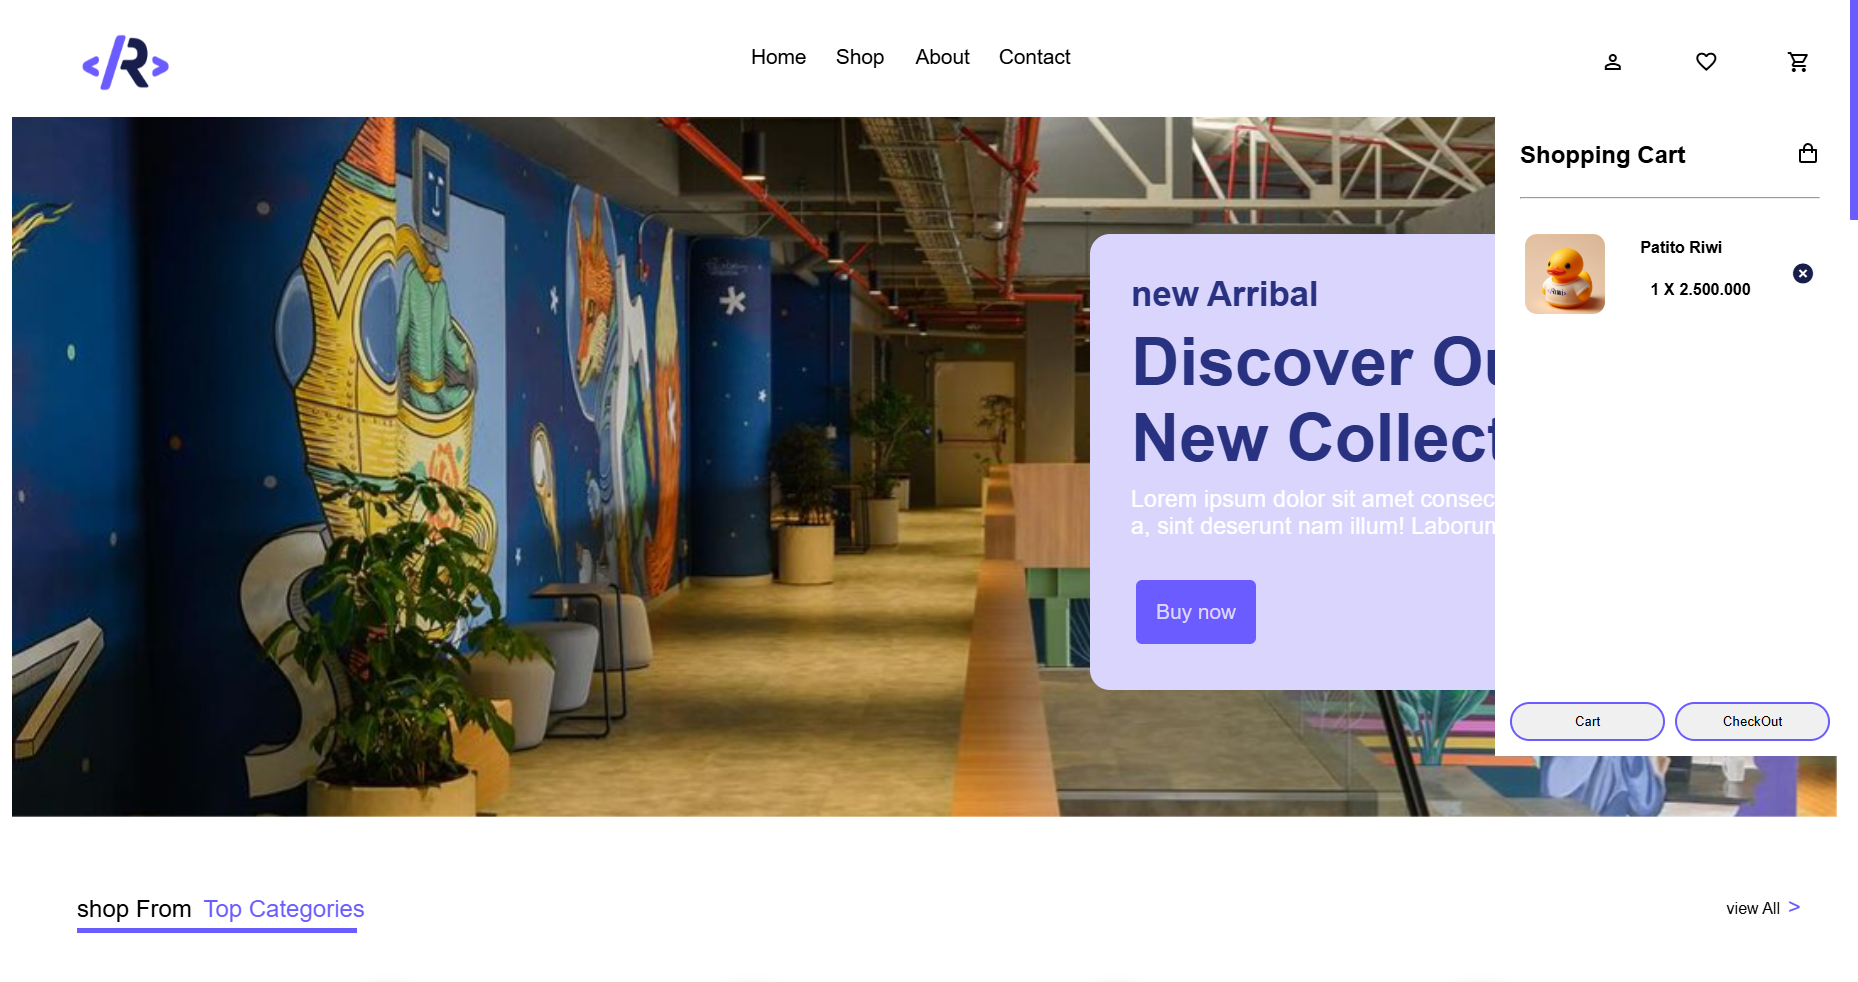 </R>
Home Shop About Contact
Shopping Cart
Patito Riwi
1 X 2.500.000
new Arribal
Discover Ou
New Collect
Lorem ipsum dolor sit amet consec
a, sint deserunt nam illum! Laborum
Buy now
Cart CheckOut
shop From Top Categories
view All >